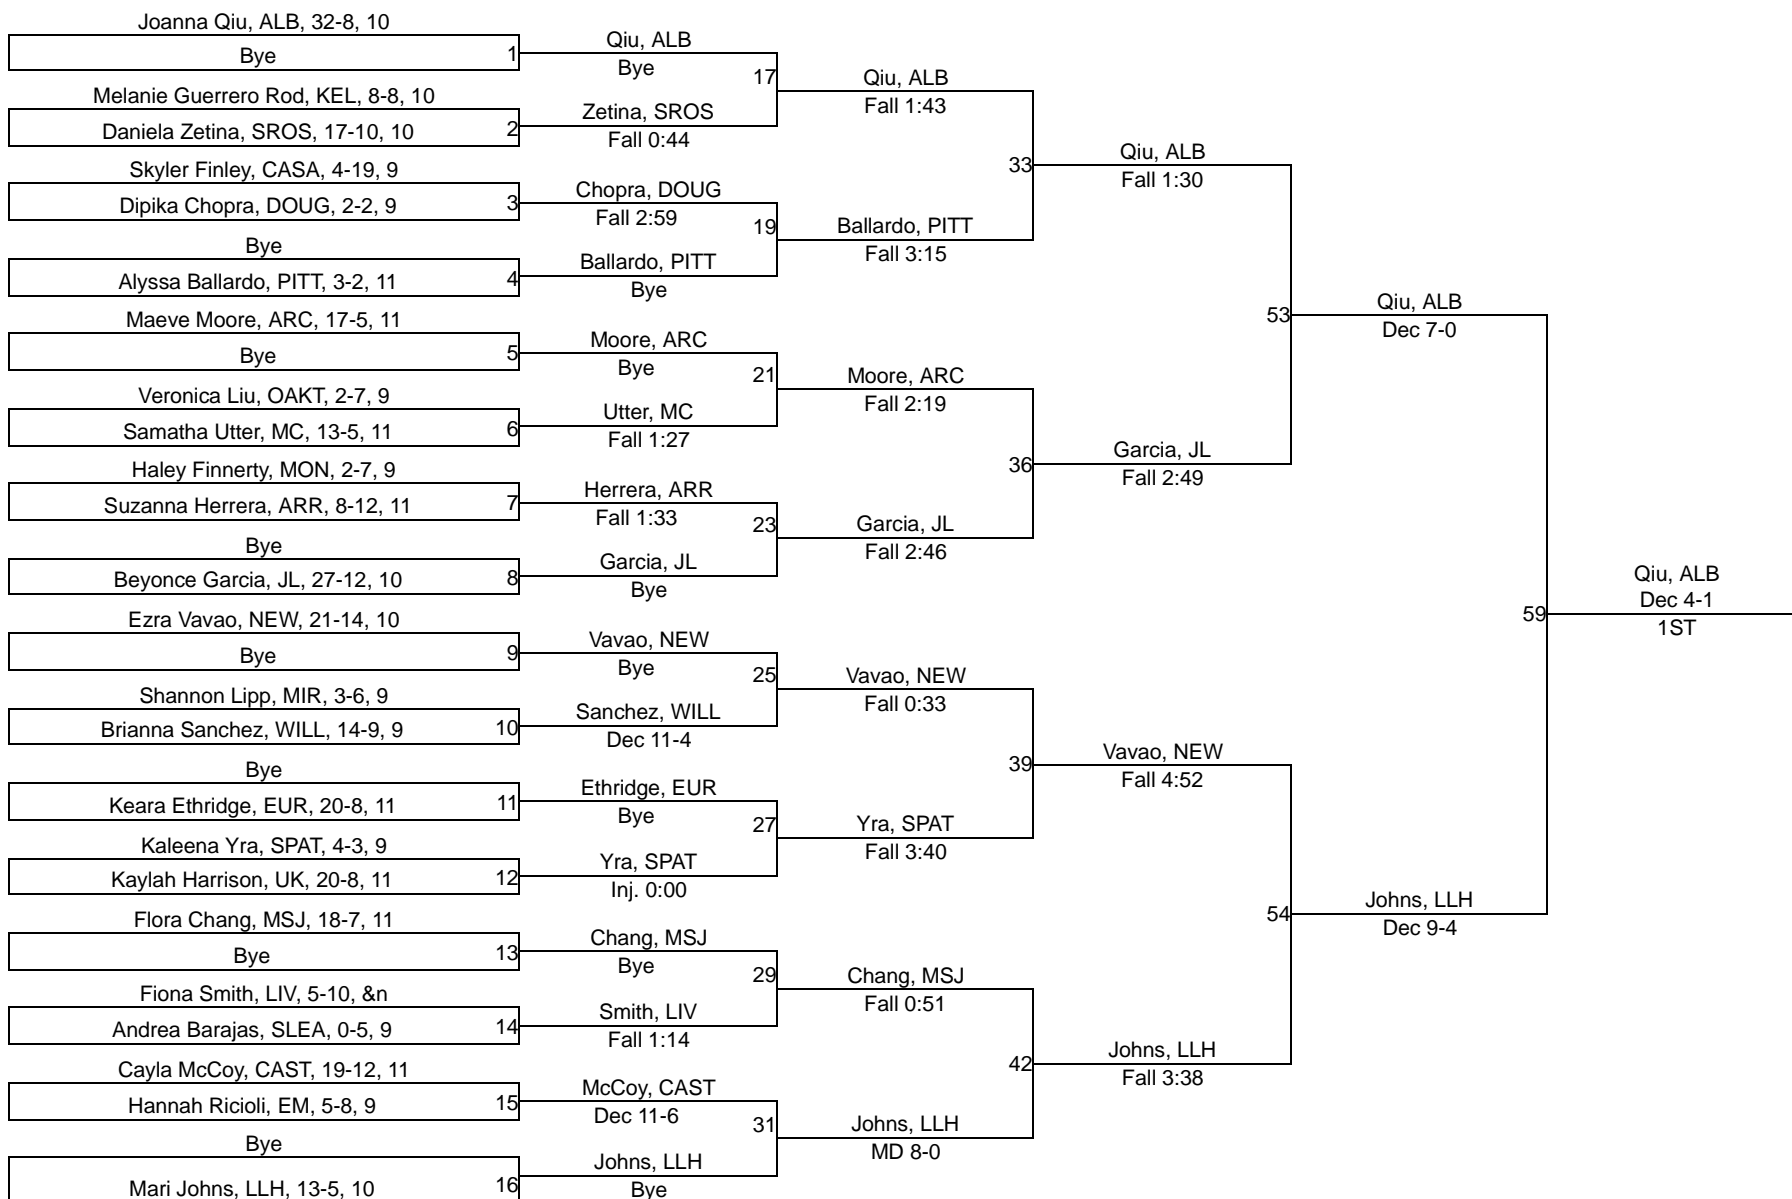 Joanna Qiu, ALB, 32-8, 10
Bye
1
Melanie Guerrero Rod, KEL, 8-8, 10
Daniela Zetina, SROS, 17-10, 10
2
Skyler Finley, CASA, 4-19, 9
Dipika Chopra, DOUG, 2-2, 9
3
Bye
Alyssa Ballardo, PITT, 3-2, 11
4
Maeve Moore, ARC, 17-5, 11
Bye
5
Veronica Liu, OAKT, 2-7, 9
Samatha Utter, MC, 13-5, 11
6
Haley Finnerty, MON, 2-7, 9
Suzanna Herrera, ARR, 8-12, 11
7
Bye
Beyonce Garcia, JL, 27-12, 10
8
Ezra Vavao, NEW, 21-14, 10
Bye
9
Shannon Lipp, MIR, 3-6, 9
Brianna Sanchez, WILL, 14-9, 9
10
Bye
Keara Ethridge, EUR, 20-8, 11
11
Kaleena Yra, SPAT, 4-3, 9
Kaylah Harrison, UK, 20-8, 11
12
Flora Chang, MSJ, 18-7, 11
Bye
13
Fiona Smith, LIV, 5-10, &n
Andrea Barajas, SLEA, 0-5, 9
14
Cayla McCoy, CAST, 19-12, 11
Hannah Ricioli, EM, 5-8, 9
15
Bye
Mari Johns, LLH, 13-5, 10
16
Qiu, ALB
Bye
17
Zetina, SROS
Fall 0:44
Chopra, DOUG
Fall 2:59
19
Ballardo, PITT
Bye
Moore, ARC
Bye
21
Utter, MC
Fall 1:27
Herrera, ARR
Fall 1:33
23
Garcia, JL
Bye
Vavao, NEW
Bye
25
Sanchez, WILL
Dec 11-4
Ethridge, EUR
Bye
27
Yra, SPAT
Inj. 0:00
Chang, MSJ
Bye
29
Smith, LIV
Fall 1:14
McCoy, CAST
Dec 11-6
31
Johns, LLH
Bye
Qiu, ALB
Fall 1:43
33
Ballardo, PITT
Fall 3:15
Moore, ARC
Fall 2:19
36
Garcia, JL
Fall 2:46
Vavao, NEW
Fall 0:33
39
Yra, SPAT
Fall 3:40
Chang, MSJ
Fall 0:51
42
Johns, LLH
MD 8-0
Qiu, ALB
Fall 1:30
53
Garcia, JL
Fall 2:49
Vavao, NEW
Fall 4:52
54
Johns, LLH
Fall 3:38
Qiu, ALB
Dec 7-0
59
Johns, LLH
Dec 9-4
Qiu, ALB
Dec 4-1
1ST